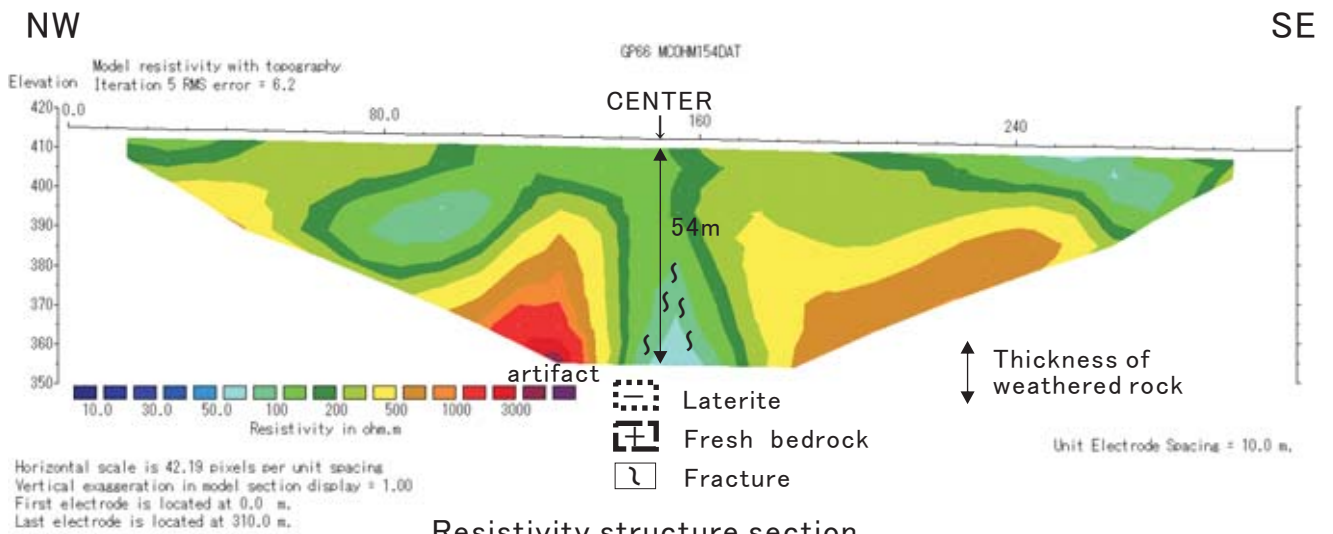 NW
SE
GP66 MCOHM154DAT
Model resistivity with topography
Elevation Iteration 5 RMS error = 6.2
CENTER
420 0.0 80.0 160 240
410
400
390
54m
380
370
360
350
artifact
10.0 30.0 50.0 100 200 500 1000 3000
Resistivity in ohm.m
Thickness of
weathered rock
Laterite
Fresh bedrock
Fracture
Unit Electrode Spacing = 10.0 m.
Horizontal scale is 42.19 pixels per unit spacing
Vertical exaggeration in model section display = 1.00
First electrode is located at 0.0 m.
Last electrode is located at 310.0 m.
Resistivity structure section